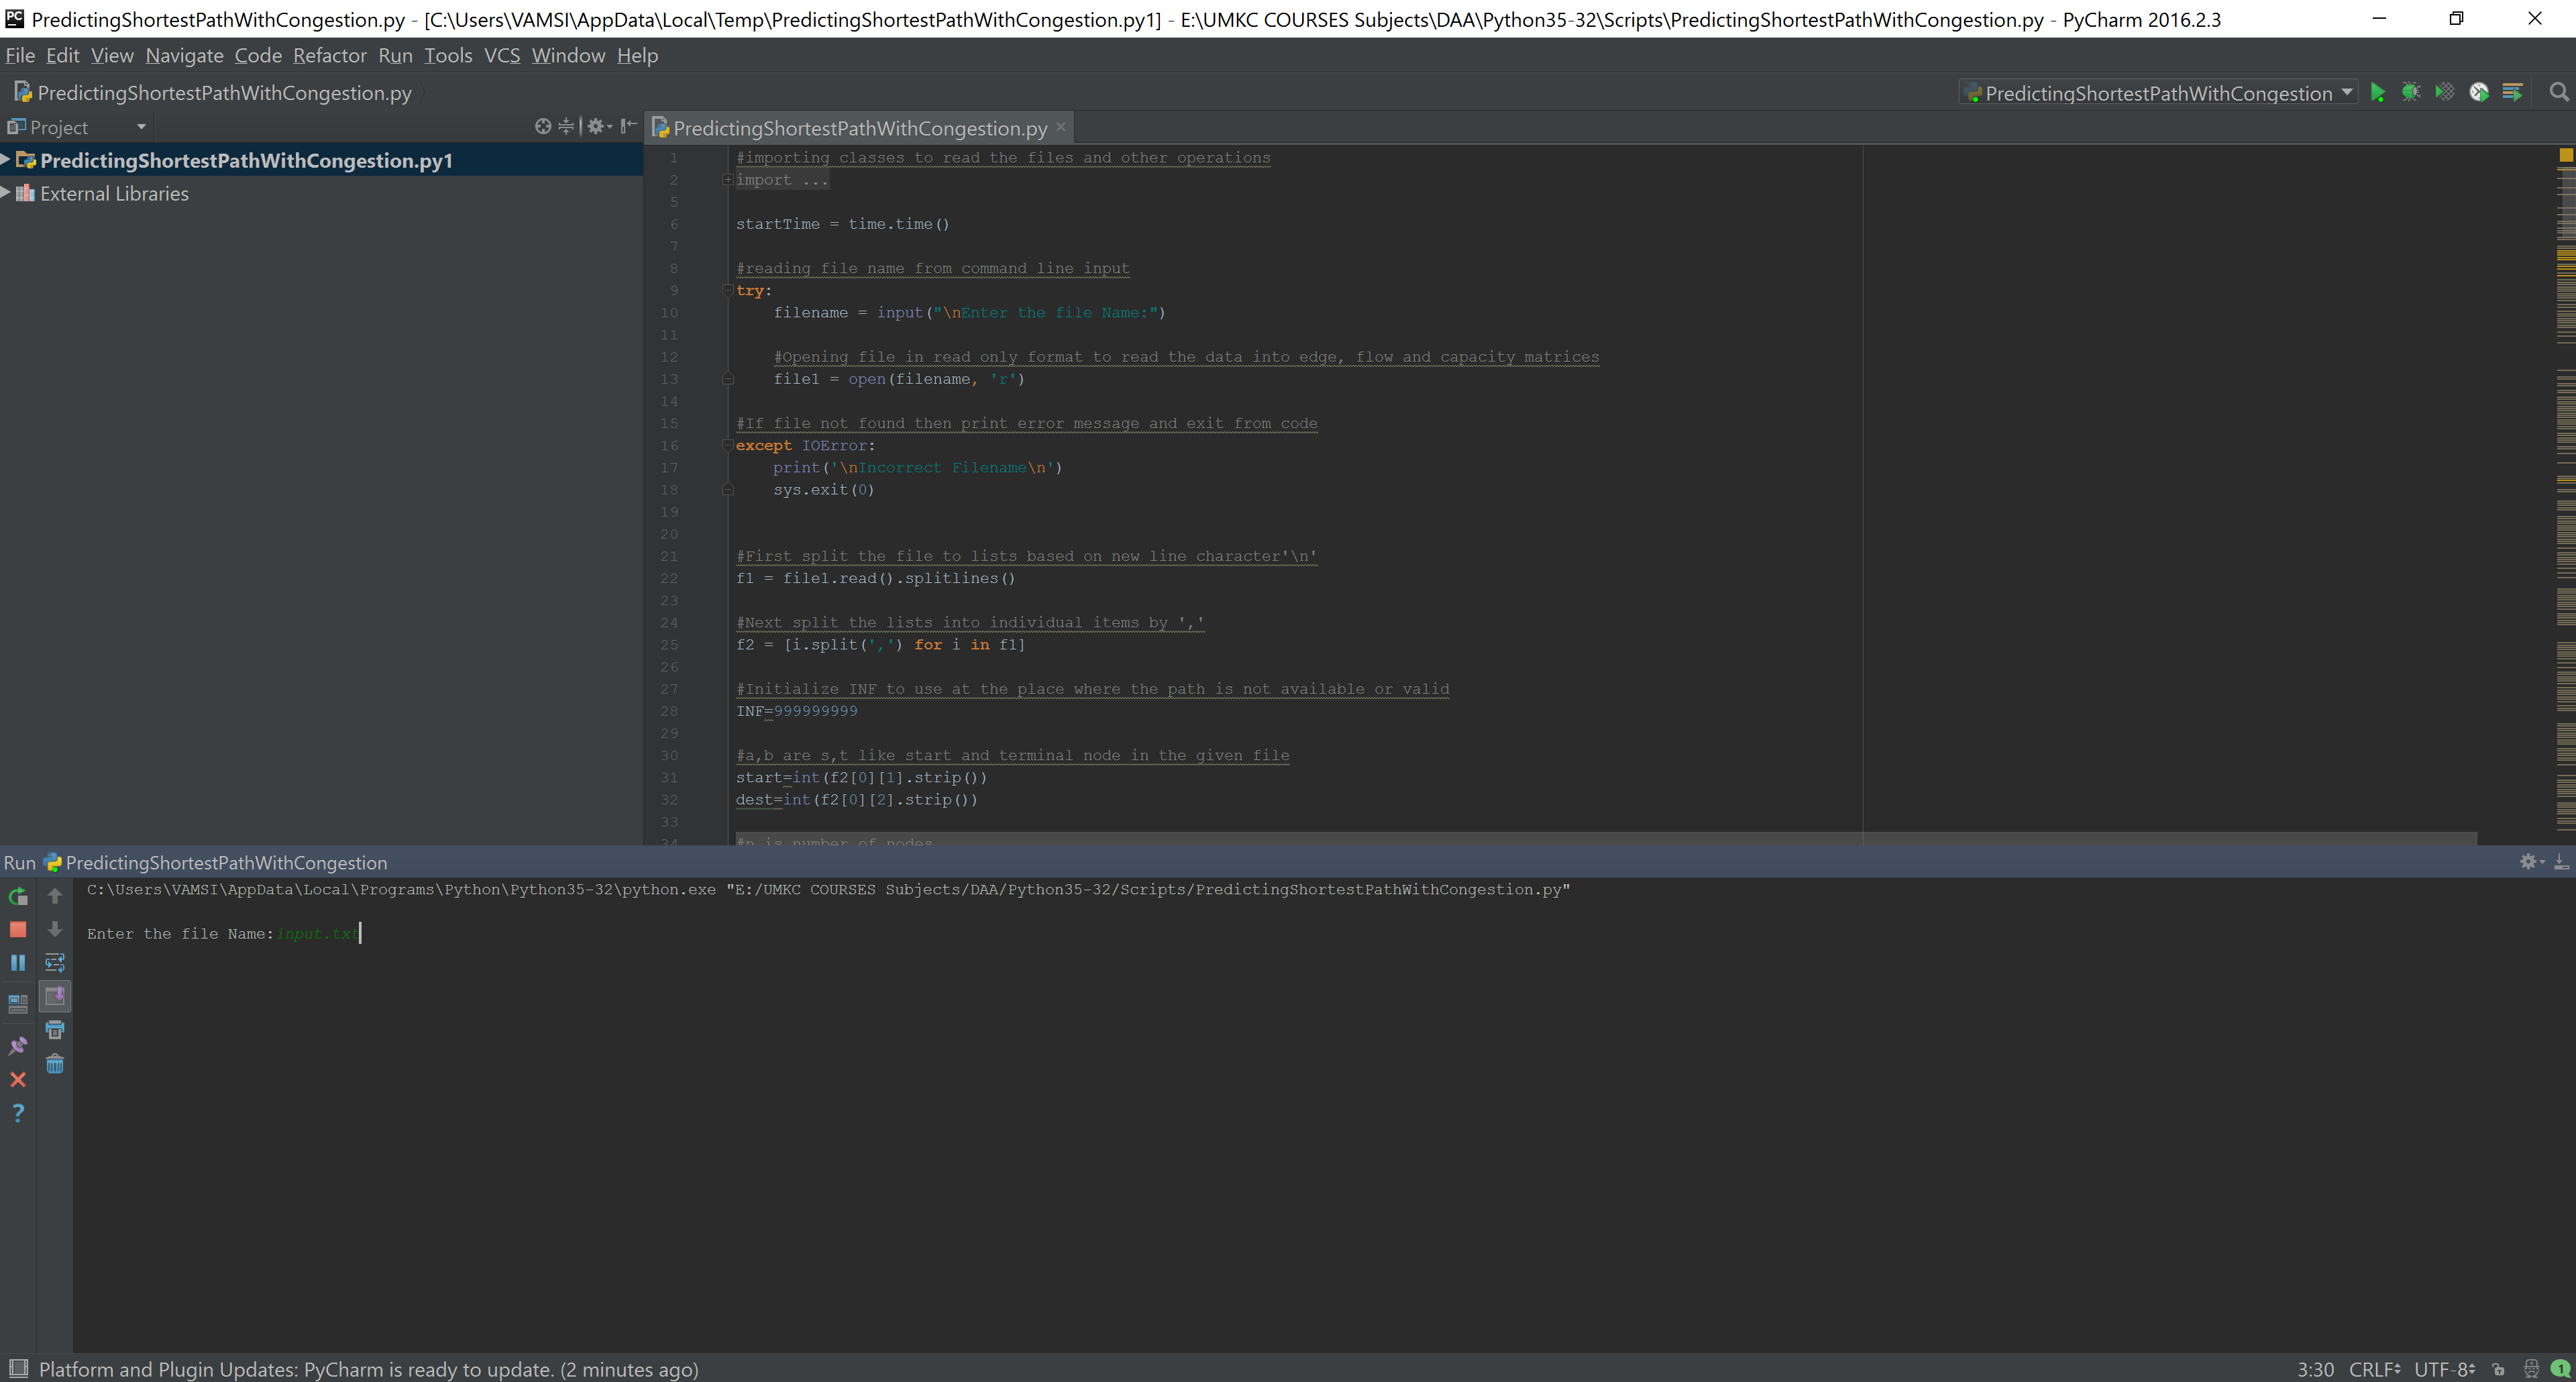 PredictingShortestPathWithCongestion.py - [C:\Users\VAMSI\AppData\Local\Temp\PredictingShortestPathWithCongestion.py1] - E:\UMKC COURSES Subjects\DAA\Python35-32\Scripts\PredictingShortestPathWithCongestion.py - PyCharm 2016.2.3
File Edit View Navigate Code Refactor Run Tools VCS Window Help
PredictingShortestPathWithCongestion.py
PredictingShortestPathWithCongestion
Project
PredictingShortestPathWithCongestion.py
PredictingShortestPathWithCongestion.py1
External Libraries
1 #importing classes to read the files and other operations
2 import ...
5
6 startTime = time.time()
7
8 #reading file name from command line input
9 try:
10 filename = input("\nEnter the file Name:")
11
12 #Opening file in read only format to read the data into edge, flow and capacity matrices
13 file1 = open(filename, 'r')
14
15 #If file not found then print error message and exit from code
16 except IOError:
17 print('\nIncorrect Filename\n')
18 sys.exit(0)
19
20
21 #First split the file to lists based on new line character'\n'
22 f1 = file1.read().splitlines()
23
24 #Next split the lists into individual items by ','
25 f2 = [i.split(',') for i in f1]
26
27 #Initialize INF to use at the place where the path is not available or valid
28 INF=999999999
29
30 #a,b are s,t like start and terminal node in the given file
31 start=int(f2[0][1].strip())
32 dest=int(f2[0][2].strip())
33
34 #n is number of nodes
Run PredictingShortestPathWithCongestion
C:\Users\VAMSI\AppData\Local\Programs\Python\Python35-32\python.exe "E:/UMKC COURSES Subjects/DAA/Python35-32/Scripts/PredictingShortestPathWithCongestion.py"
Enter the file Name:input.txt
Platform and Plugin Updates: PyCharm is ready to update. (2 minutes ago)
3:30 CRLF UTF-8 1